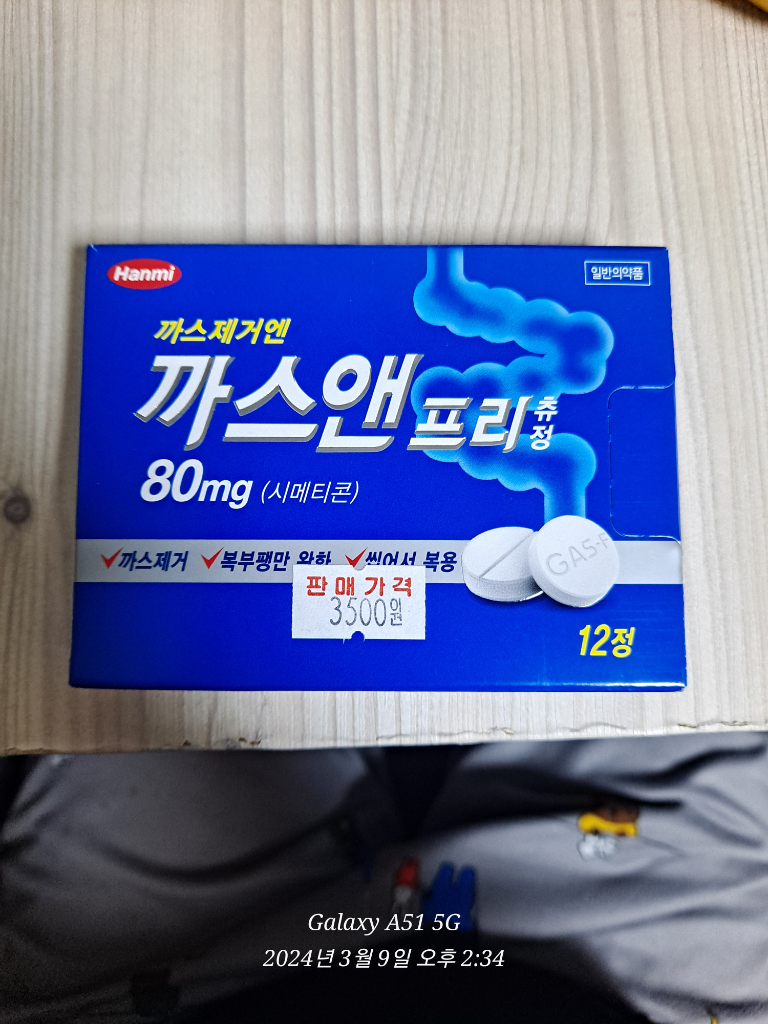 Hanmi
일반의약품
까스제거엔
까스앤프리츄정
80mg (시메티콘)
✓까스제거 ✓복부팽만 완화 ✓씹어서 복용
GAS-F
판매가격
3500원
12정
Galaxy A51 5G
2024년 3월 9일 오후 2:34